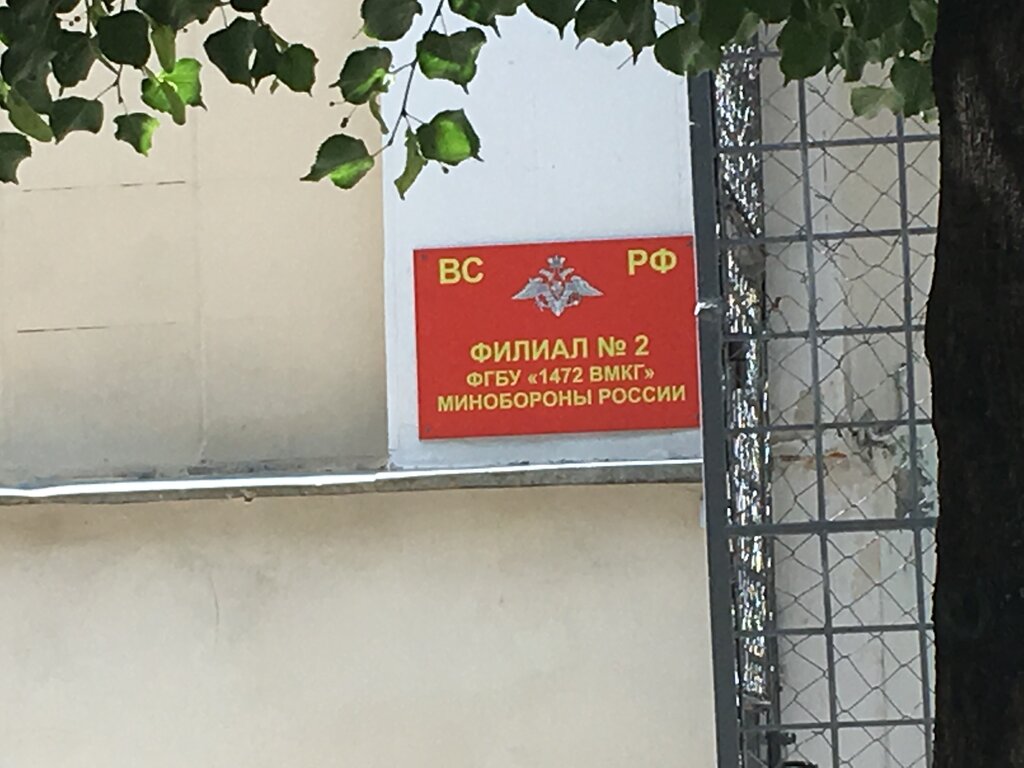 ВС РФ
ФИЛИАЛ № 2
ФГБУ «1472 ВМКГ»
МИНОБОРОНЫ РОССИИ